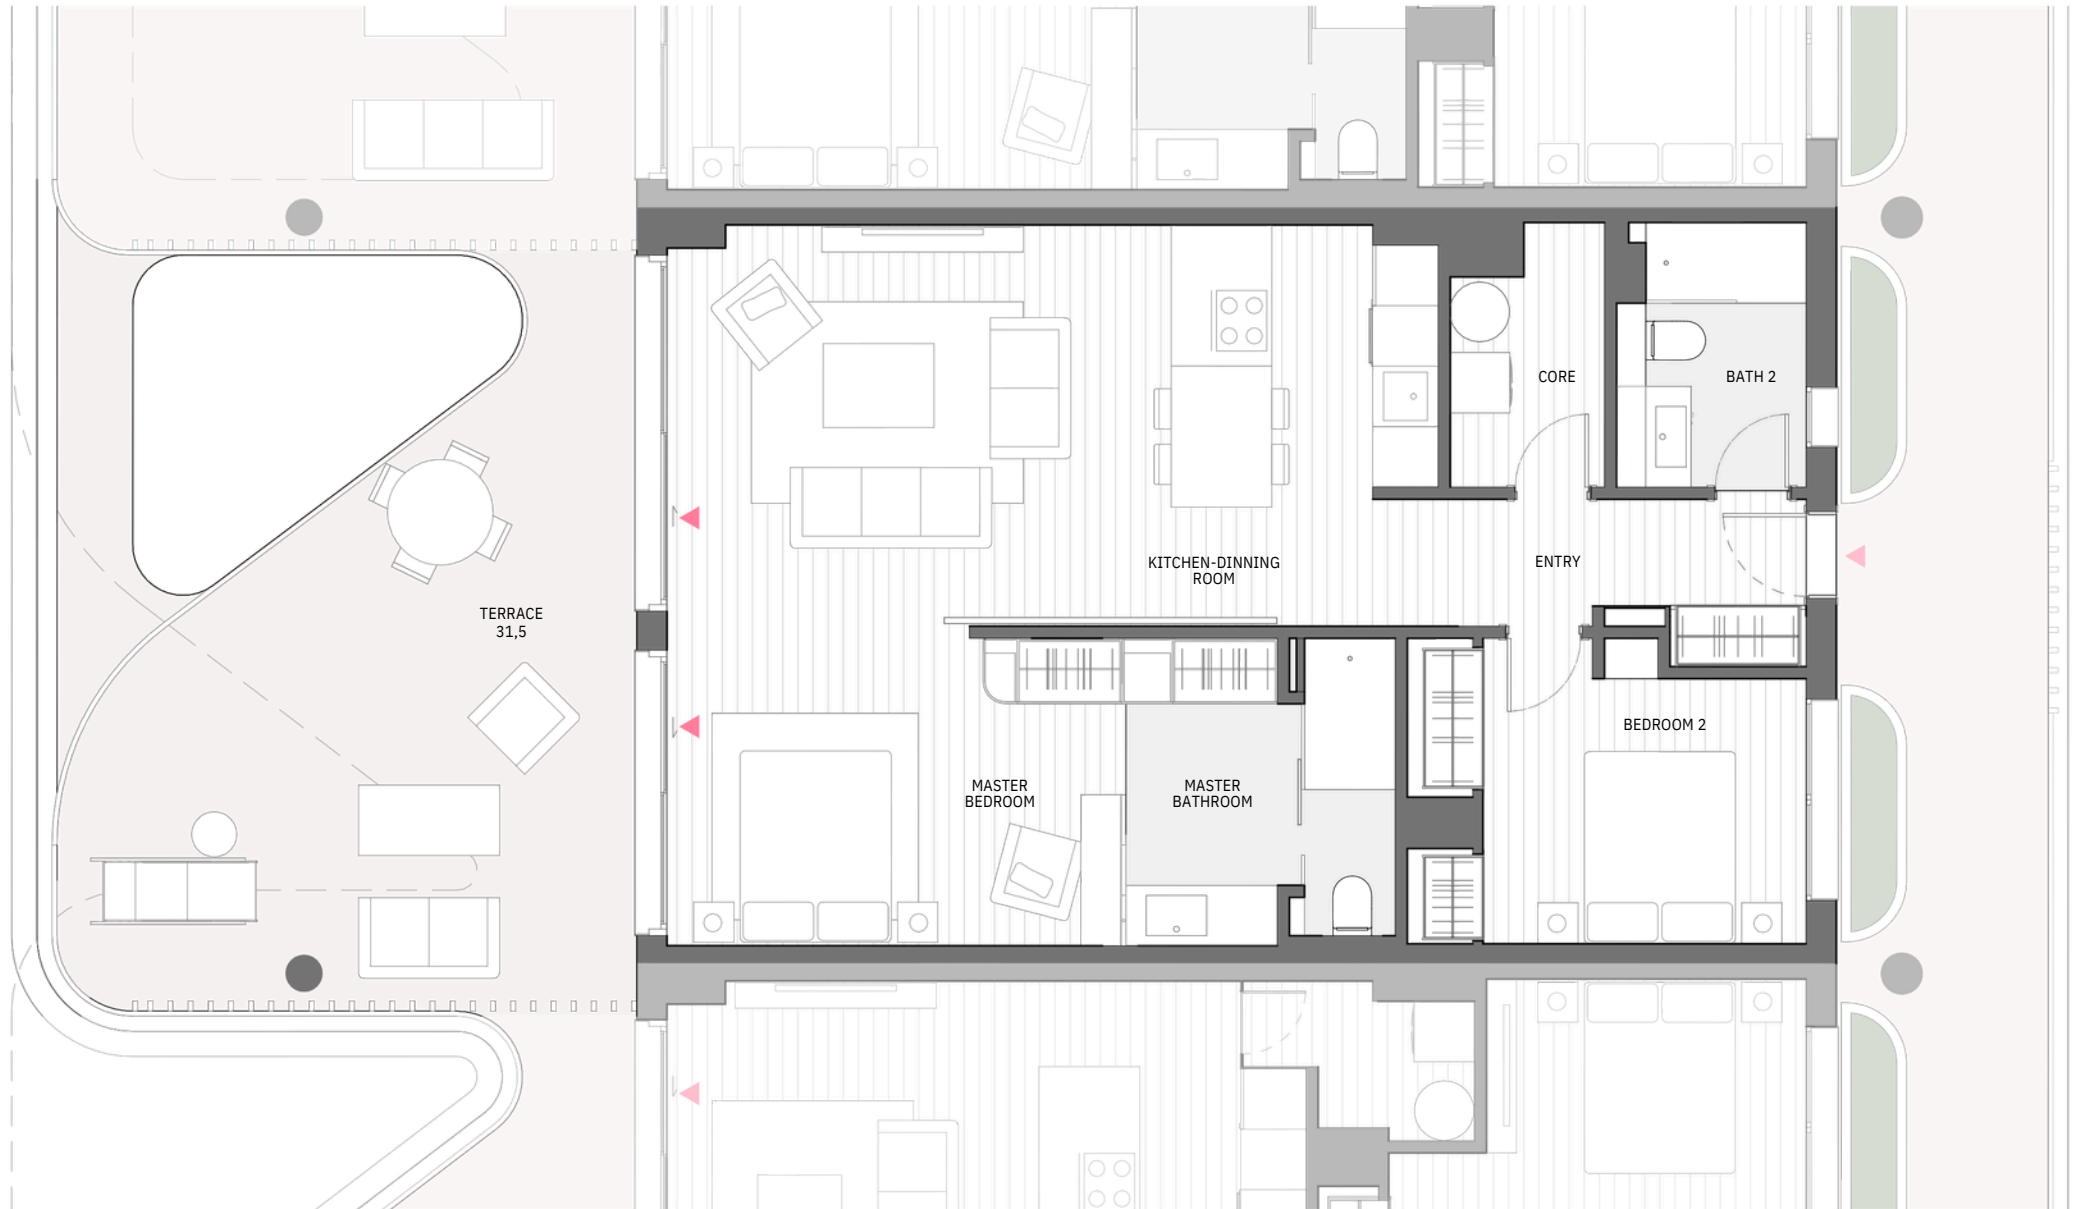 CORE
BATH 2
KITCHEN-DINNING
ROOM
ENTRY
TERRACE
31,5
BEDROOM 2
MASTER
BEDROOM
MASTER
BATHROOM